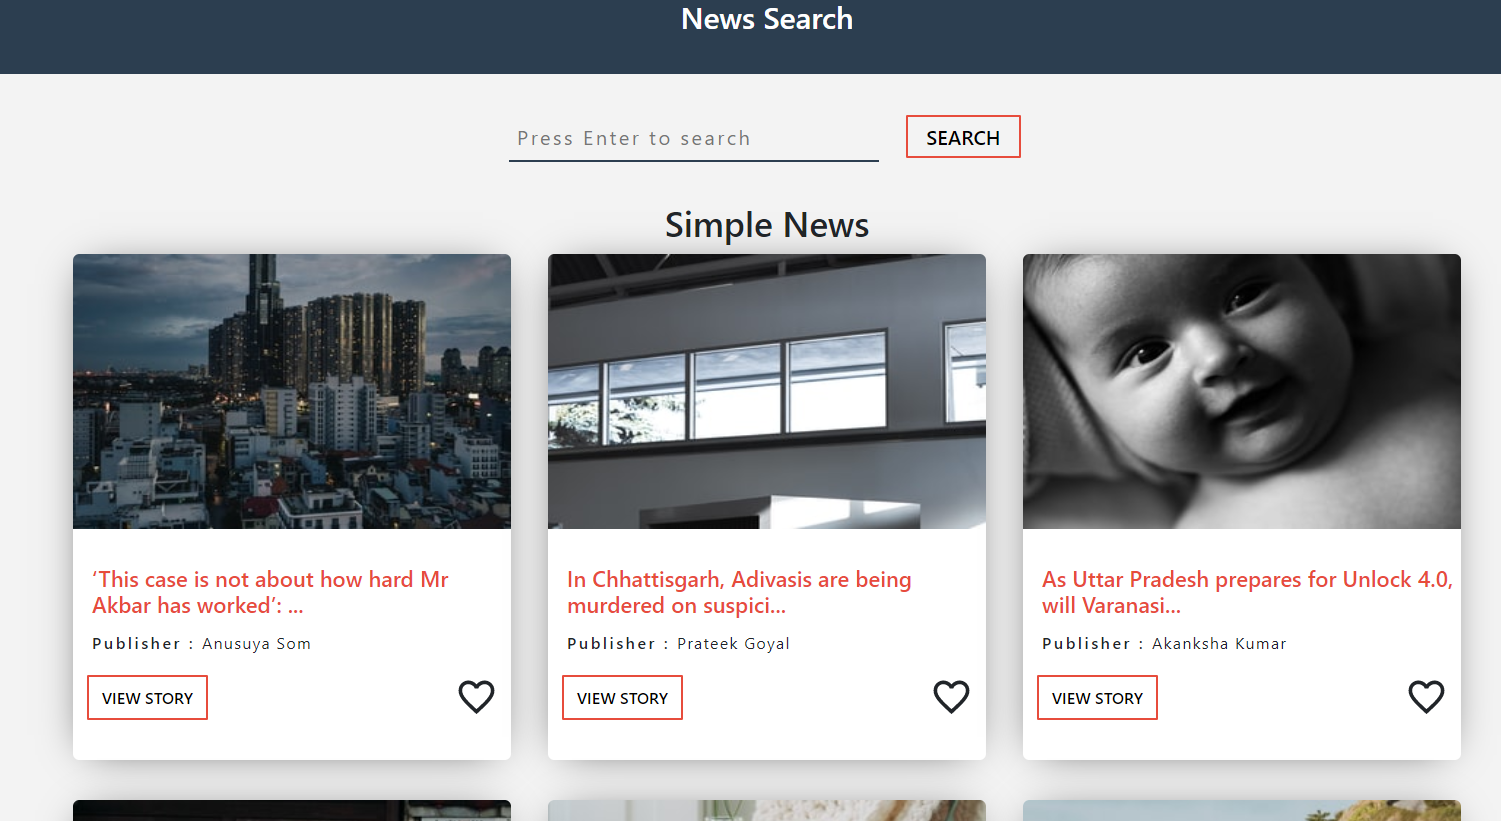 News Search
Press Enter to search
SEARCH
Simple News
‘This case is not about how hard Mr
Akbar has worked’: ...
Publisher : Anusuya Som
VIEW STORY
In Chhattisgarh, Adivasis are being
murdered on suspici...
Publisher : Prateek Goyal
VIEW STORY
As Uttar Pradesh prepares for Unlock 4.0,
will Varanasi...
Publisher : Akanksha Kumar
VIEW STORY